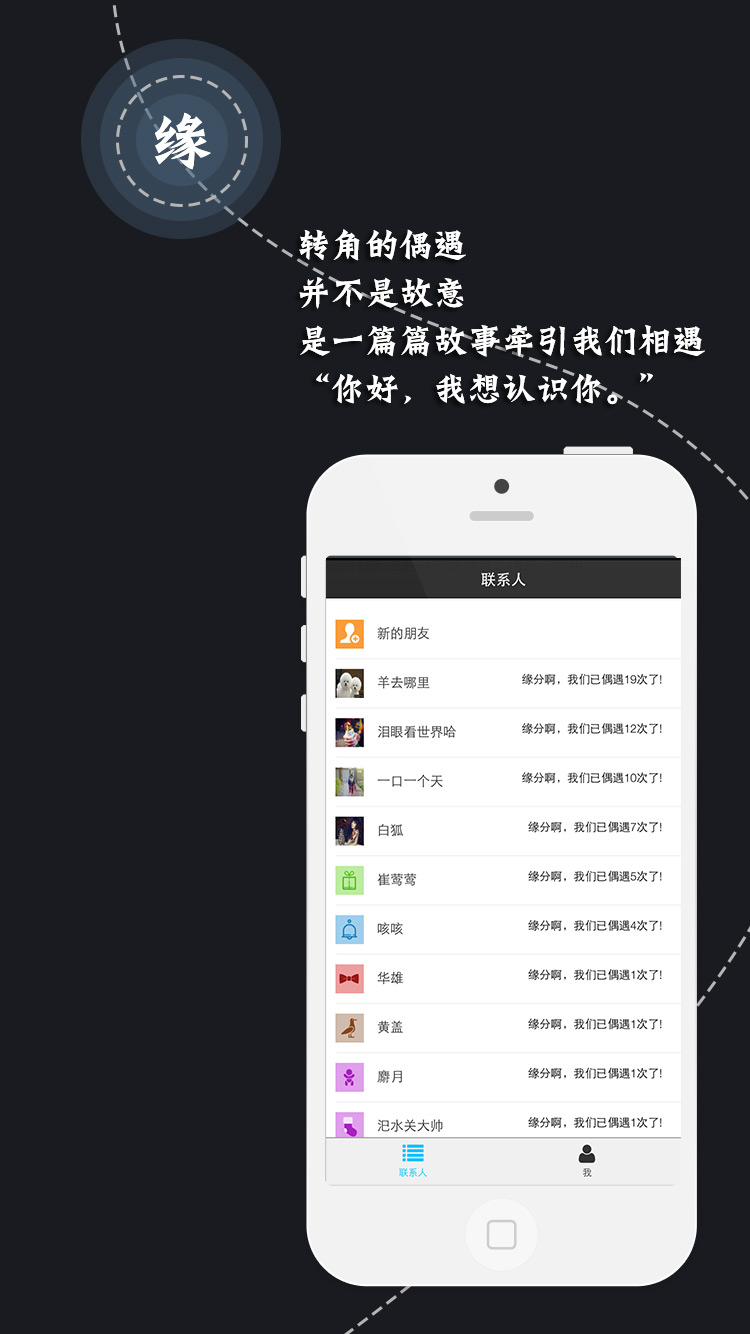 缘
转角的偶遇
并不是故意
是一篇篇故事牵引我们相遇
“你好，我想认识你。”
联系人
新的朋友
羊去哪里 缘分啊，我们已偶遇19次了!
泪眼看世界哈 缘分啊，我们已偶遇12次了!
一口一个天 缘分啊，我们已偶遇10次了!
白狐 缘分啊，我们已偶遇7次了!
崔莺莺 缘分啊，我们已偶遇5次了!
咳咳 缘分啊，我们已偶遇4次了!
华雄 缘分啊，我们已偶遇1次了!
黄盖 缘分啊，我们已偶遇1次了!
麝月 缘分啊，我们已偶遇1次了!
汜水关大帅 缘分啊，我们已偶遇1次了!
联系人 我